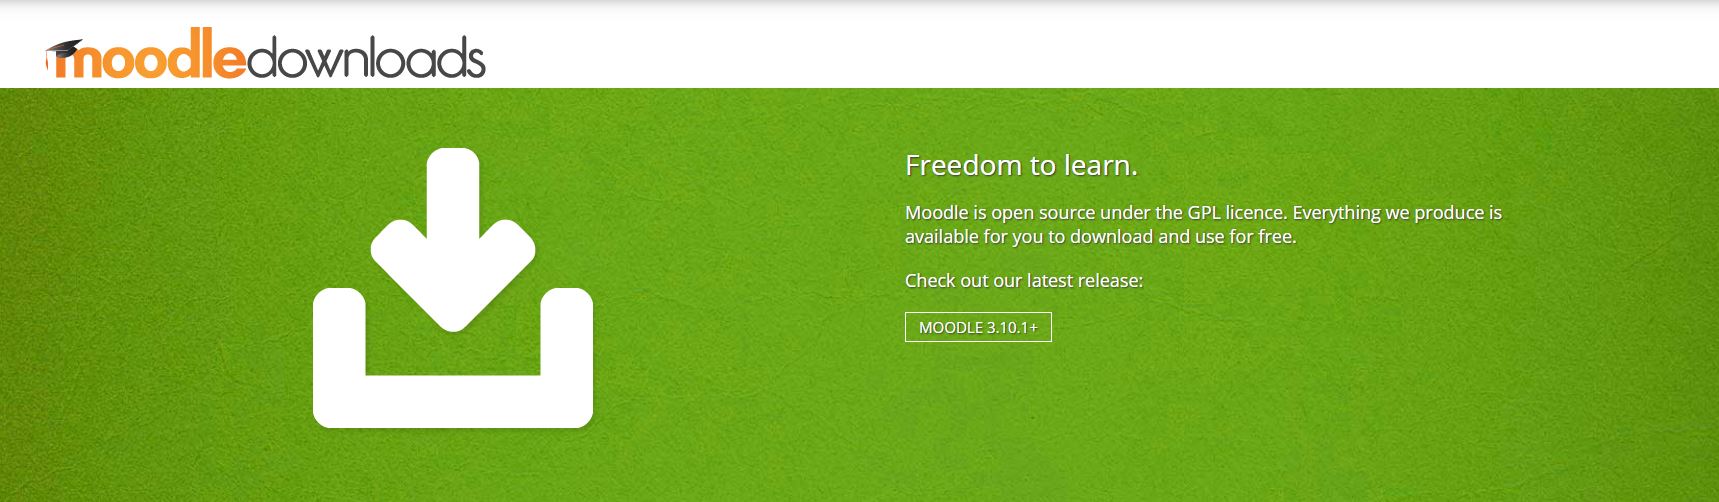 moodledownloads
Freedom to learn.
Moodle is open source under the GPL licence. Everything we produce is
available for you to download and use for free.
Check out our latest release:
MOODLE 3.10.1+